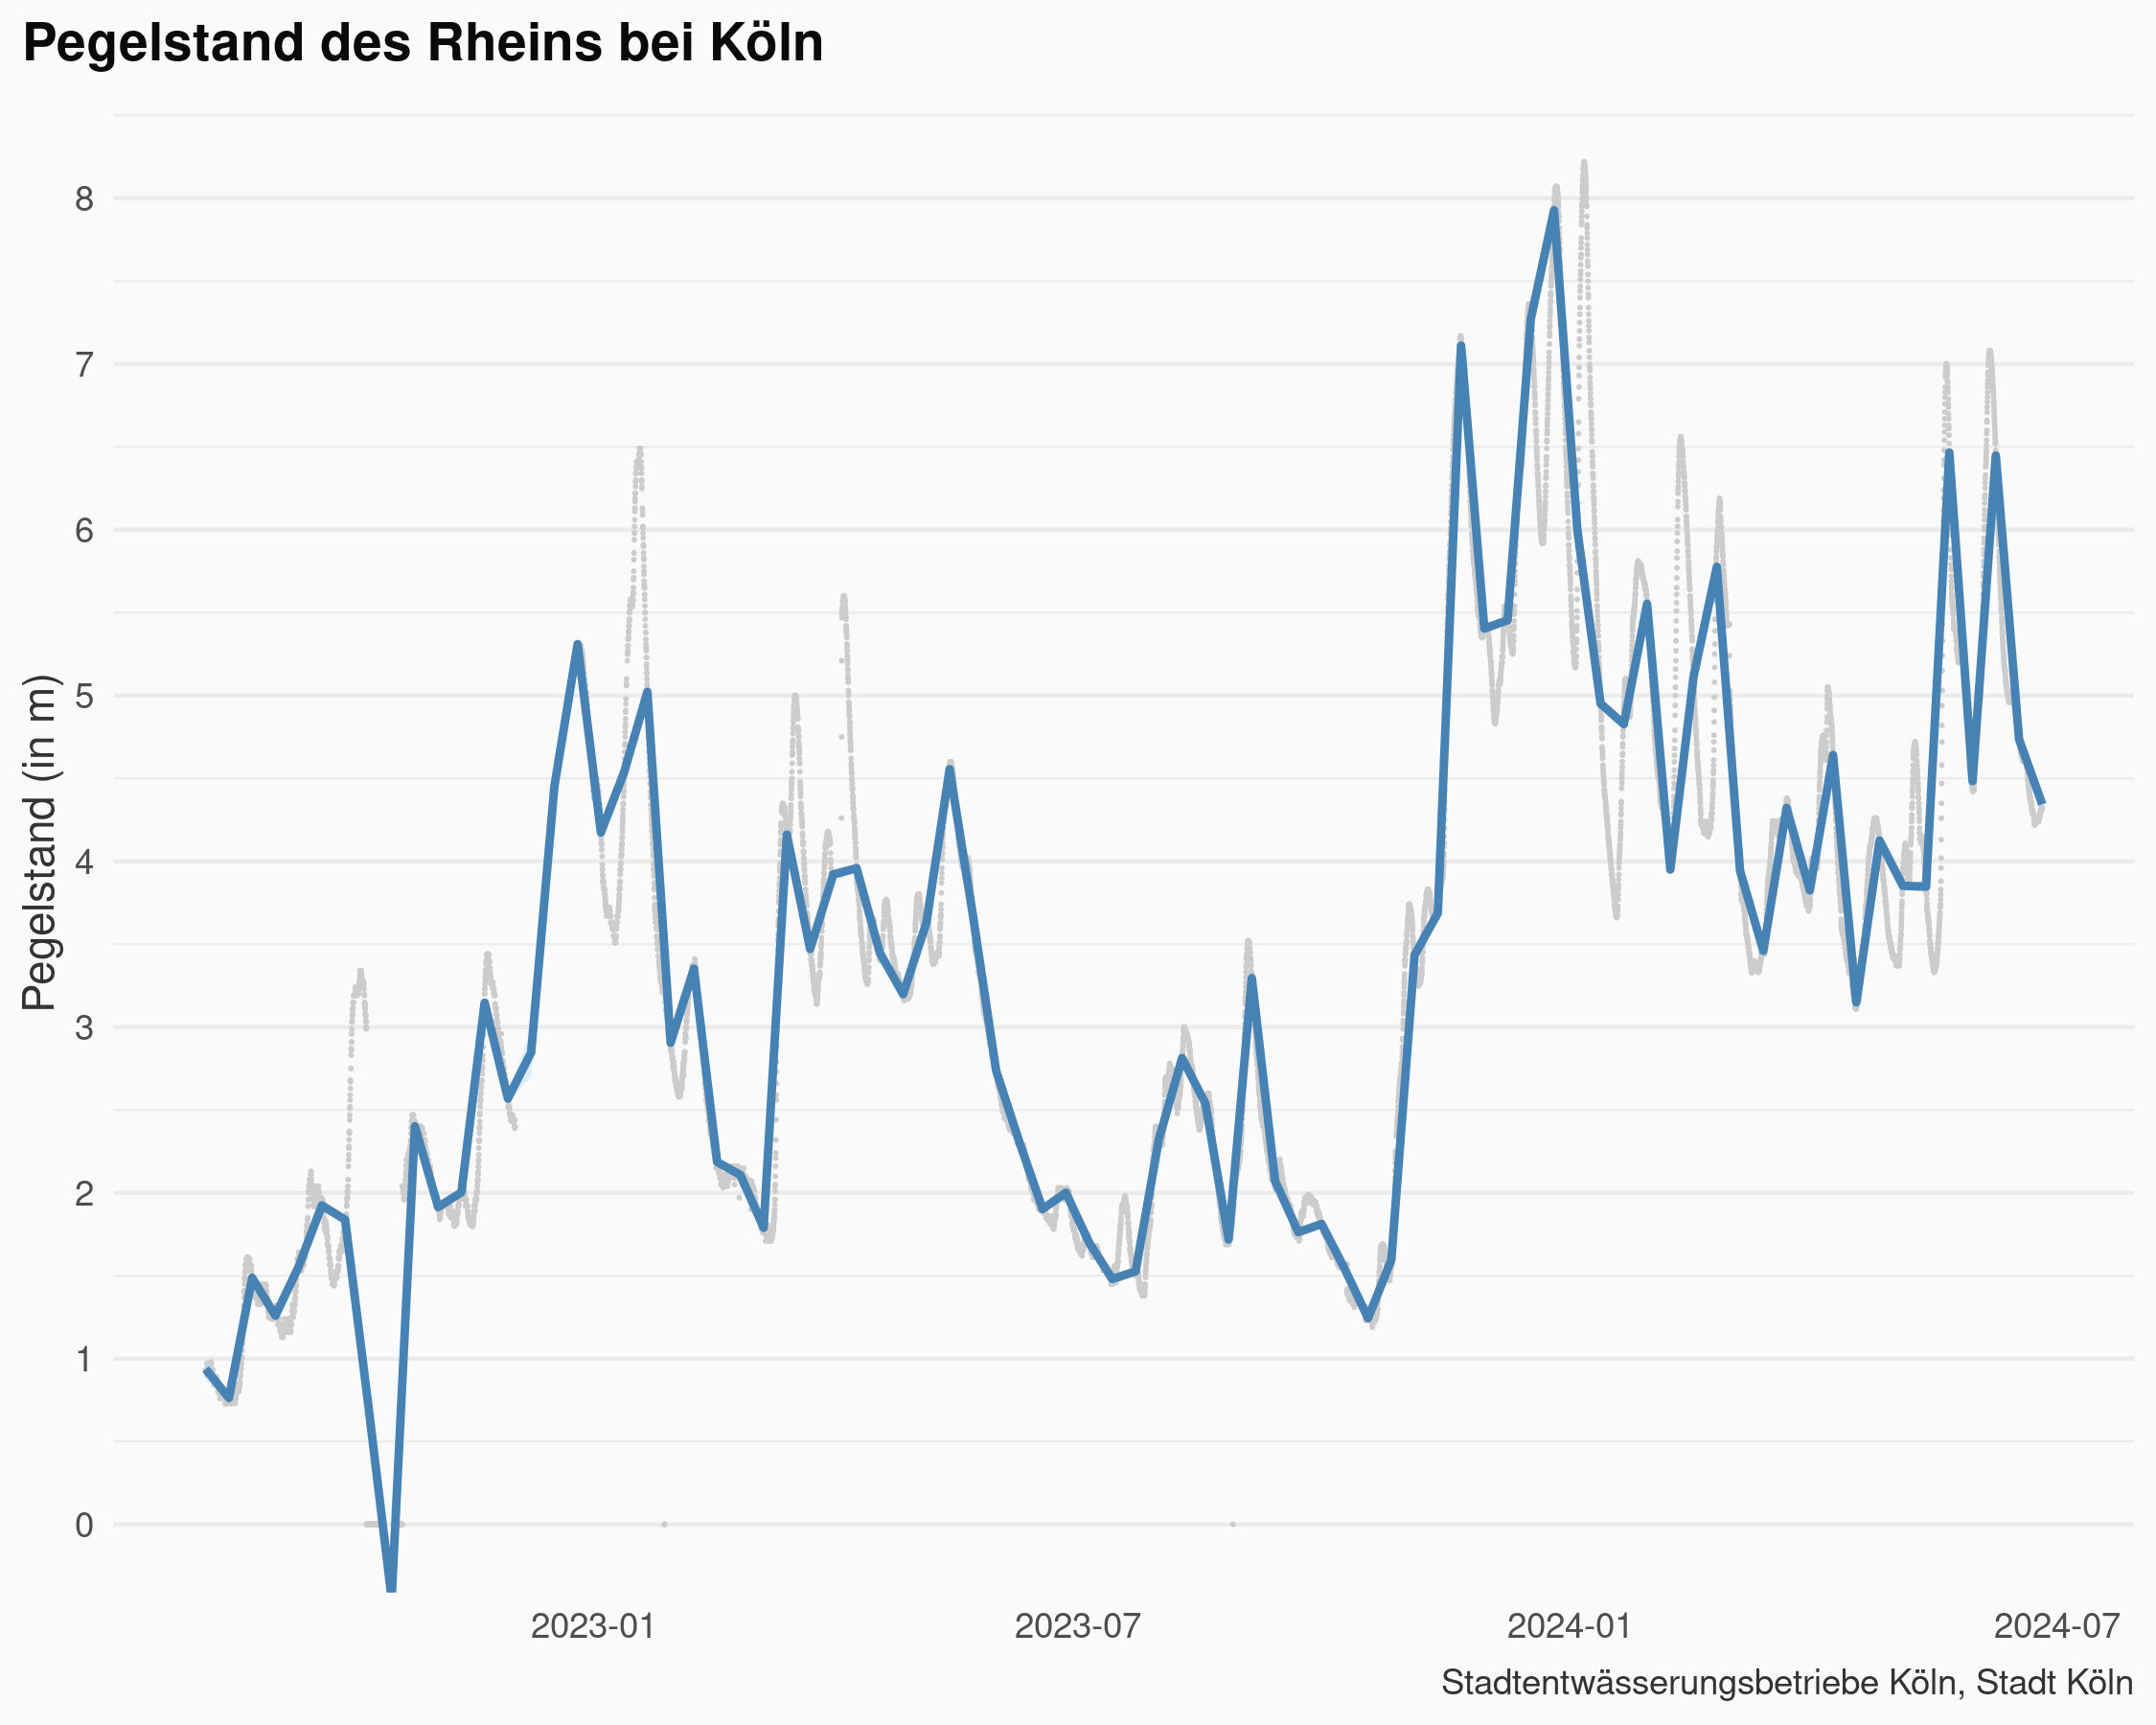 Pegelstand des Rheins bei Köln
Pegelstand (in m)
8
7
6
5
4
3
2
1
0
2023-01 2023-07 2024-01 2024-07
Stadtentwässerungsbetriebe Köln, Stadt Köln